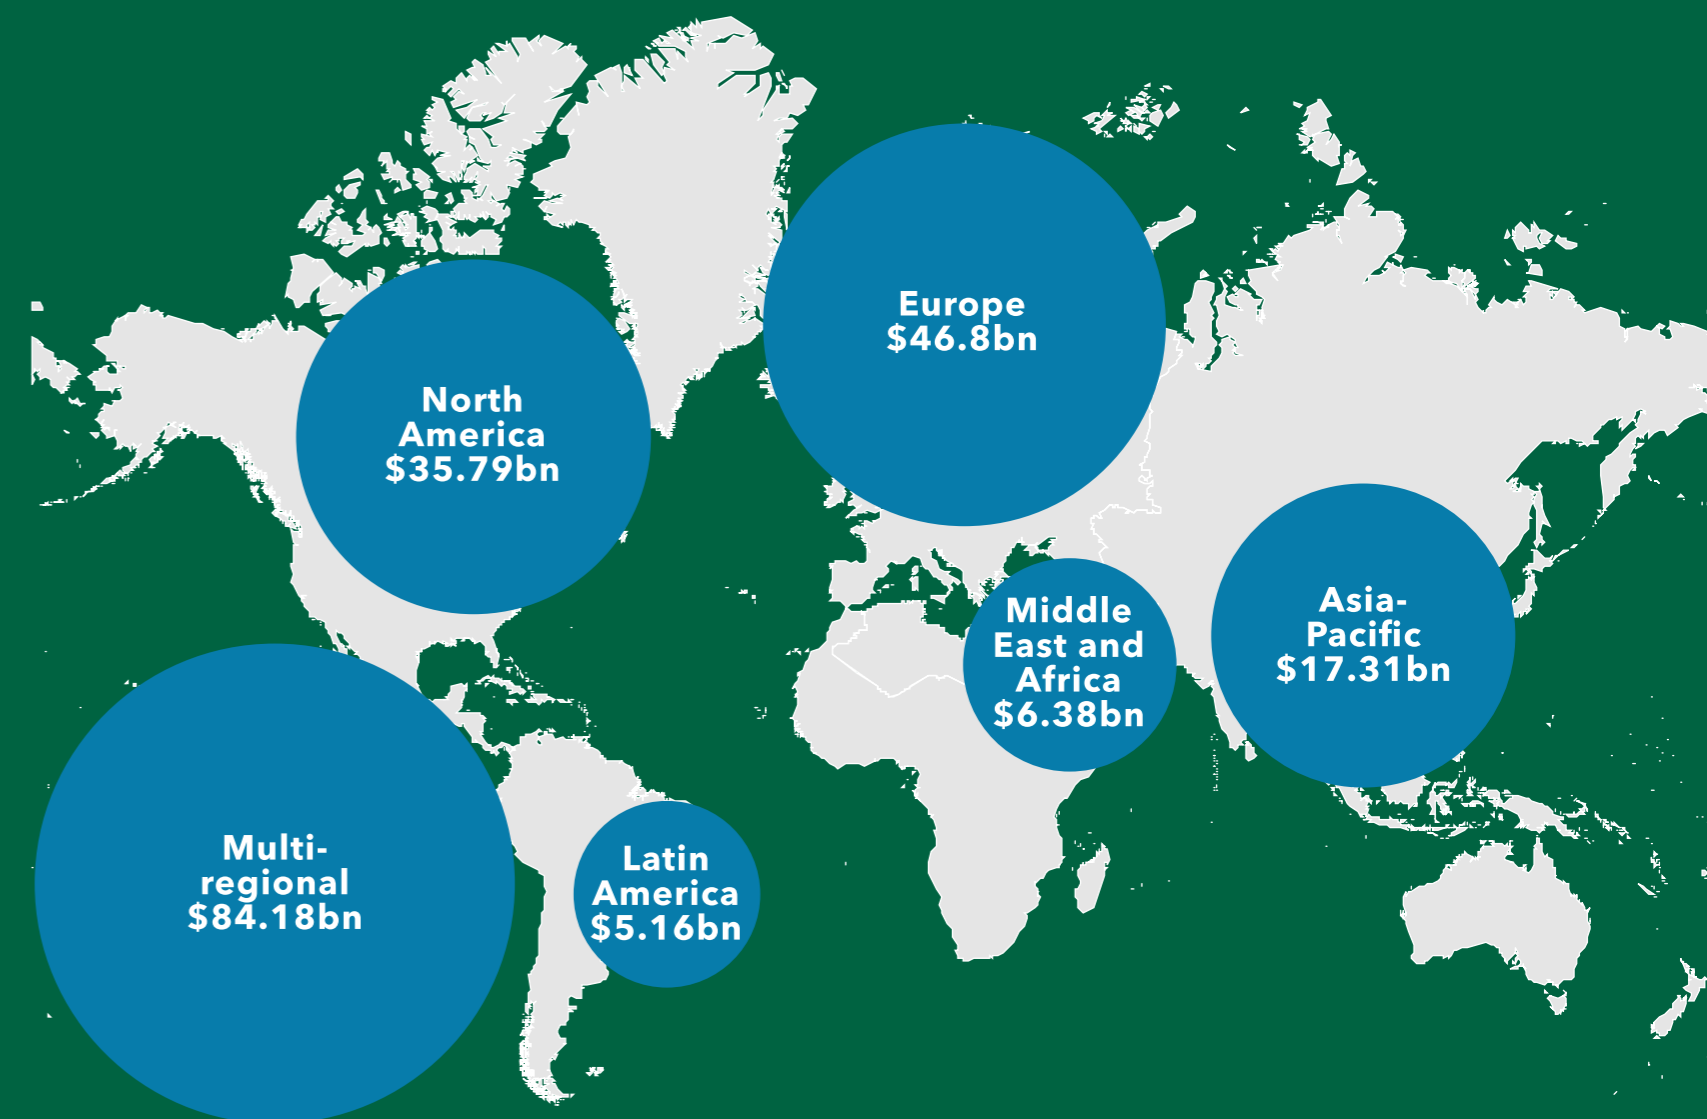 Europe
$46.8bn
North
America
$35.79bn
Asia-
Pacific
$17.31bn
Middle
East and
Africa
$6.38bn
Multi-
regional
$84.18bn
Latin
America
$5.16bn